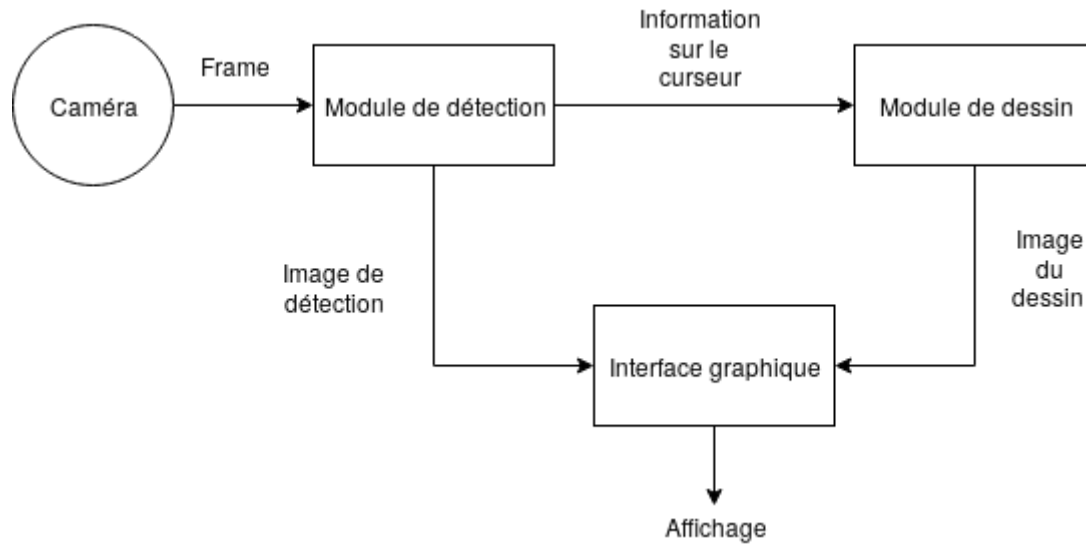 Caméra
Frame
Module de détection
Information
sur le
curseur
Module de dessin
Image de
détection
Image
du
dessin
Interface graphique
Affichage